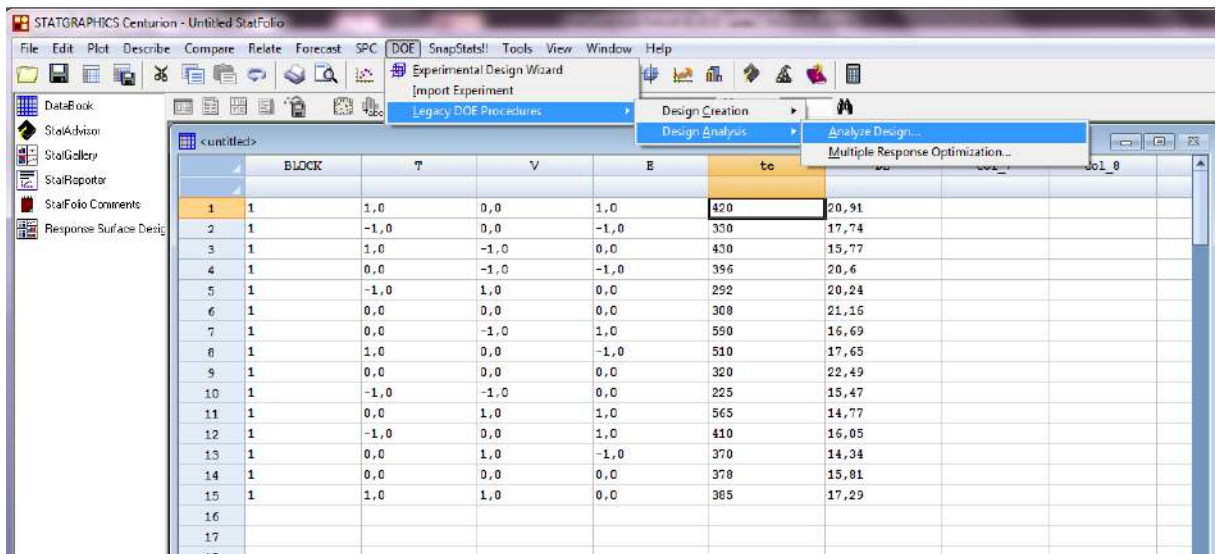 STATGRAPHICS Centurion - Untitled StatFolio
File Edit Plot Describe Compare Relate Forecast SPC DOE SnapStats!! Tools View Window Help
Experimental Design Wizard
Import Experiment
Legacy DOE Procedures
Design Creation
Design Analysis
Analyze Design...
Multiple Response Optimization...
DataBook
StatAdvisor
StatGallery
StatReporter
StatFolio Comments
Response Surface Desig
<untitled>
BLOCK T V E te
1 1 1,0 0,0 1,0 420 20,91
2 1 -1,0 0,0 -1,0 330 17,74
3 1 1,0 -1,0 0,0 430 15,77
4 1 0,0 -1,0 -1,0 396 20,6
5 1 -1,0 1,0 0,0 292 20,24
6 1 0,0 0,0 0,0 308 21,16
7 1 0,0 -1,0 1,0 590 16,69
8 1 1,0 0,0 -1,0 510 17,65
9 1 0,0 0,0 0,0 320 22,49
10 1 -1,0 -1,0 0,0 225 15,47
11 1 0,0 1,0 1,0 565 14,77
12 1 -1,0 0,0 1,0 410 16,05
13 1 0,0 1,0 -1,0 370 14,34
14 1 0,0 0,0 0,0 378 15,81
15 1 1,0 1,0 0,0 385 17,29
16
17